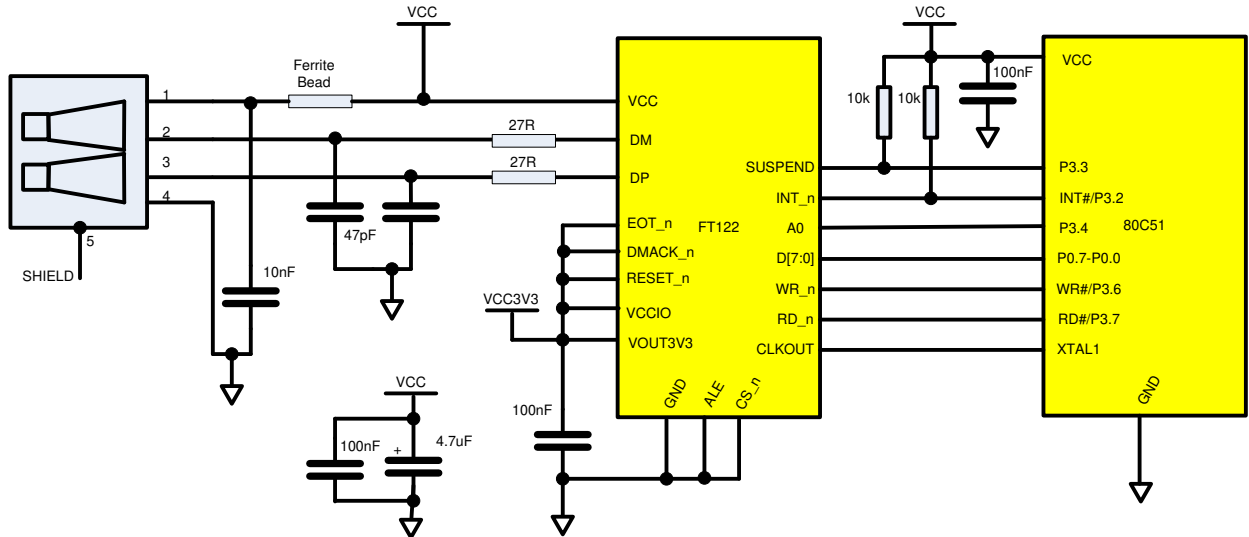 VCC
VCC
Ferrite
Bead
1
2
3
4
5
SHIELD
27R
27R
47pF
10nF
VCC3V3
VCC
100nF
4.7uF
+
100nF
VCC
DM
DP
EOT_n
DMACK_n
RESET_n
VCCIO
VOUT3V3
FT122
SUSPEND
INT_n
A0
D[7:0]
WR_n
RD_n
CLKOUT
GND
ALE
CS_n
10k
10k
100nF
VCC
P3.3
INT#/P3.2
P3.4
80C51
P0.7-P0.0
WR#/P3.6
RD#/P3.7
XTAL1
GND